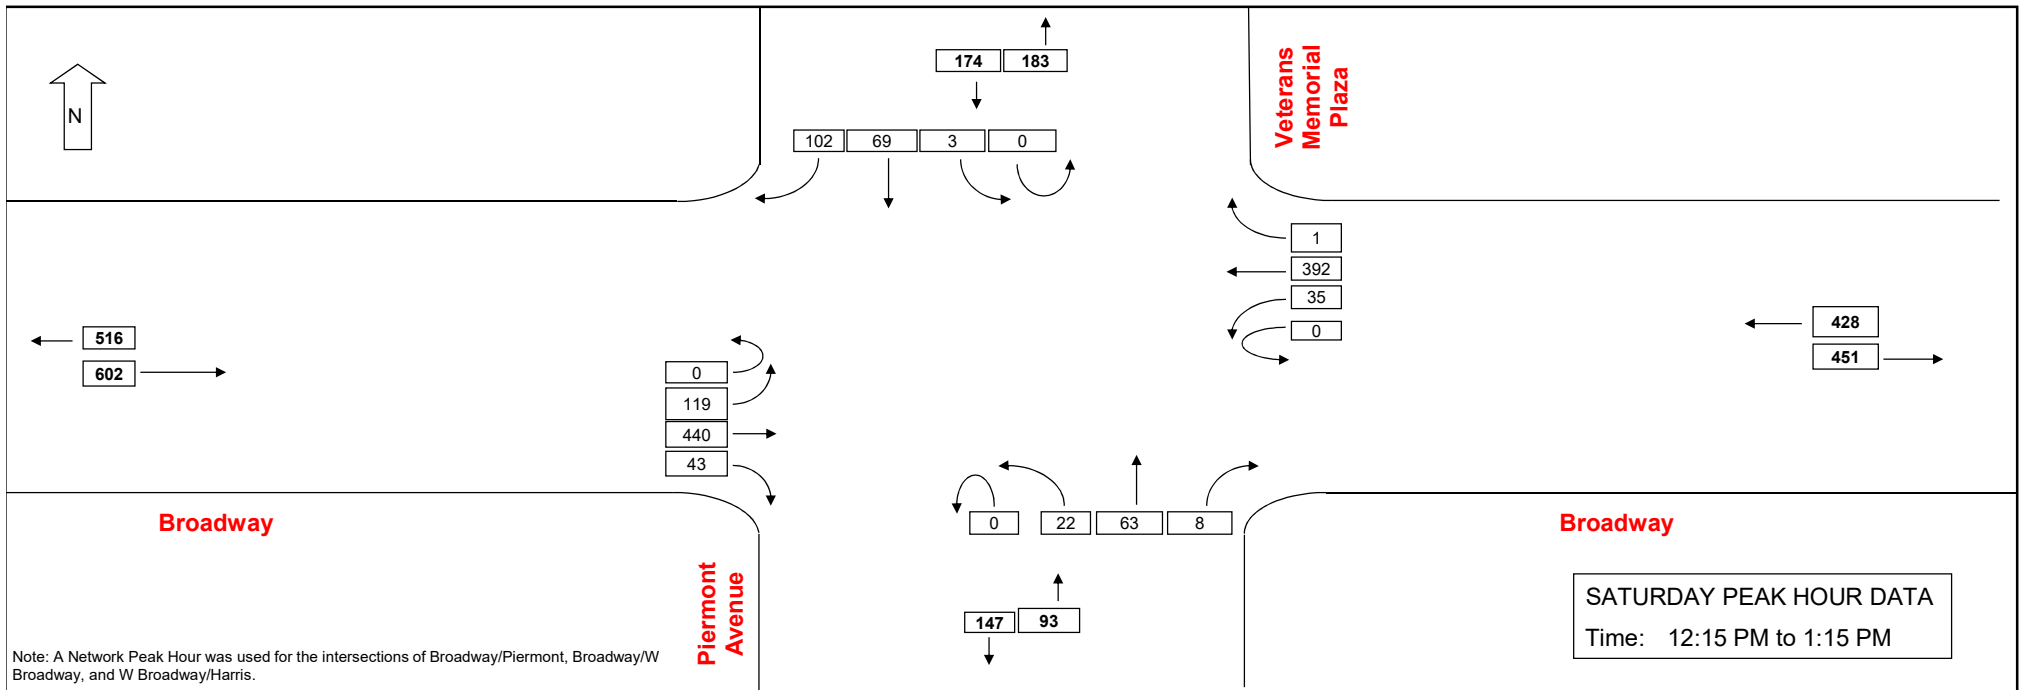 174 183
Veterans
Memorial
Plaza
N
102 69 3 0
1
392
35
0
516
602
428
451
0
119
440
43
0 22 63 8
Broadway
Broadway
Piermont
Avenue
147 93
SATURDAY PEAK HOUR DATA
Time: 12:15 PM to 1:15 PM
Note: A Network Peak Hour was used for the intersections of Broadway/Piermont, Broadway/W
Broadway, and W Broadway/Harris.